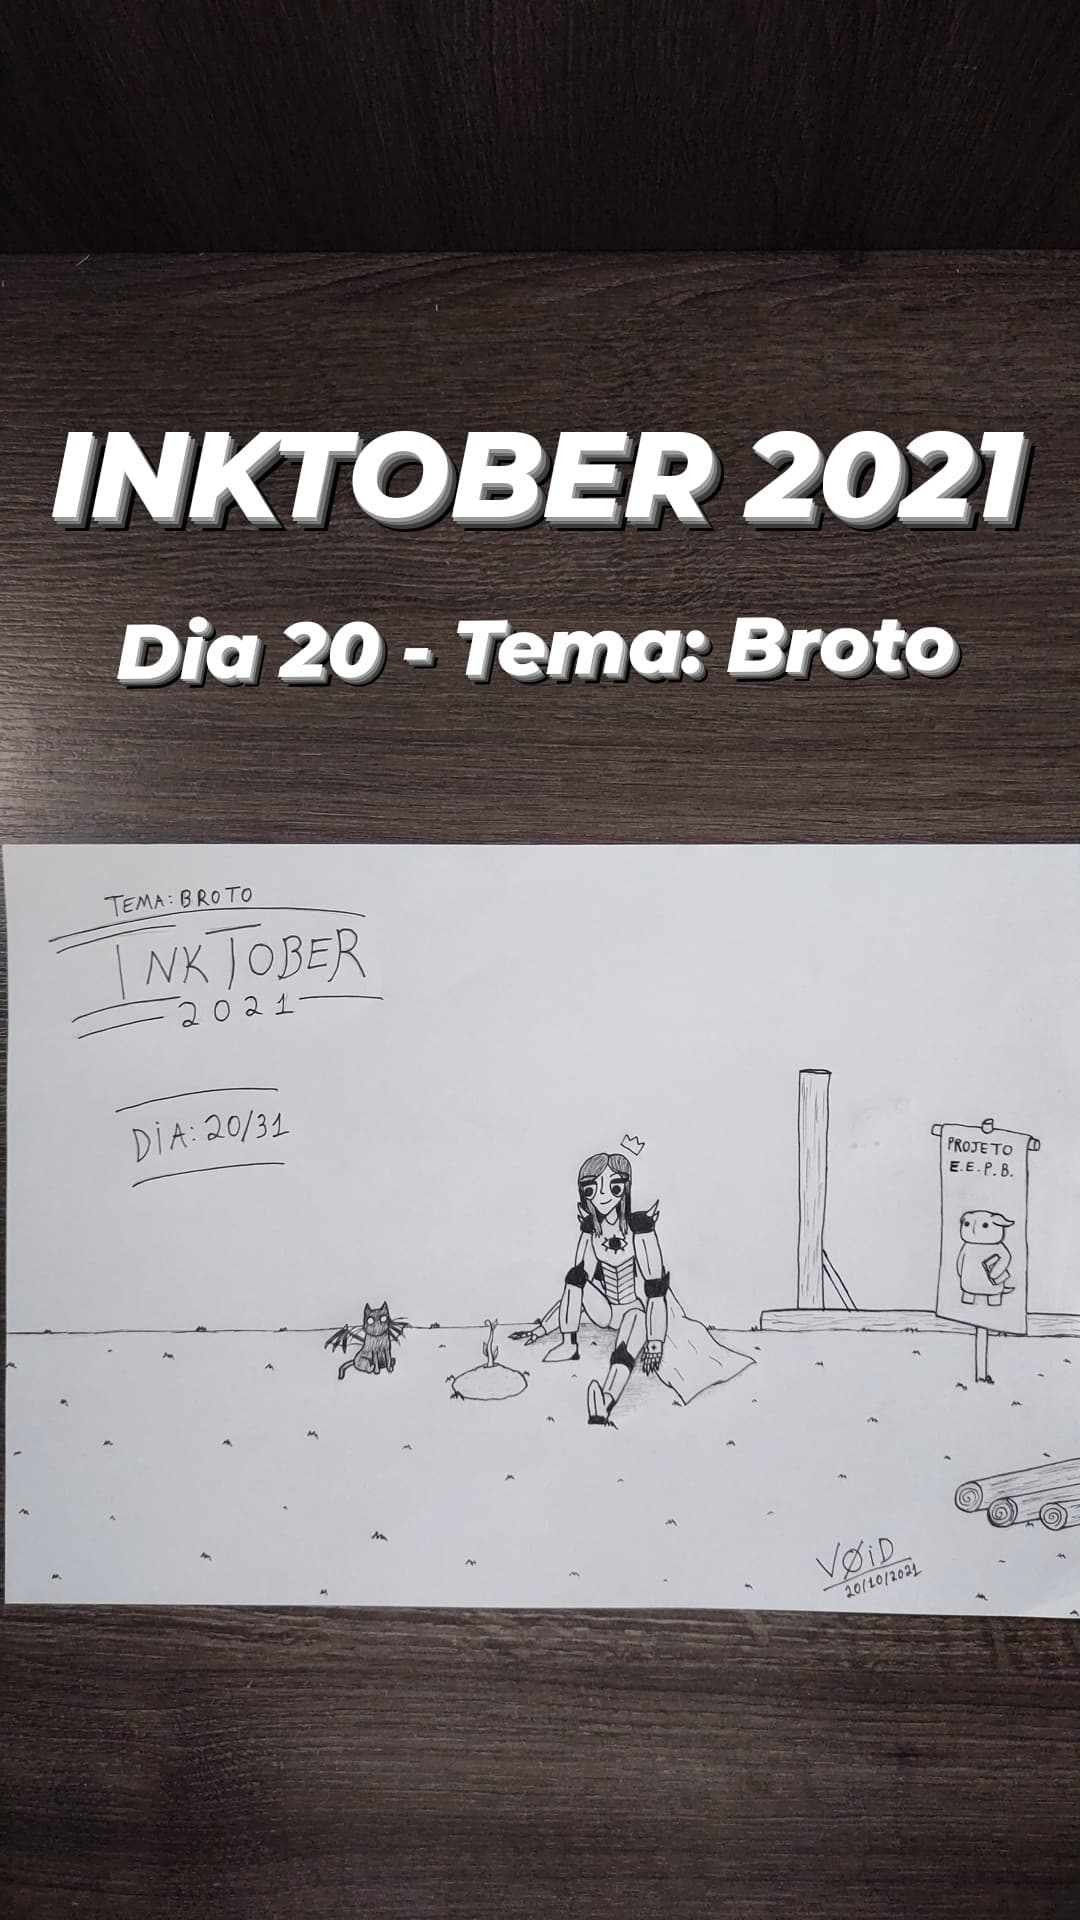 INKTOBER 2021
Dia 20 - Tema: Broto
TEMA: BROTO
INKTOBER
2021
DIA: 20/31
PROJETO
E.E.P.B.
VØID
20/10/2021